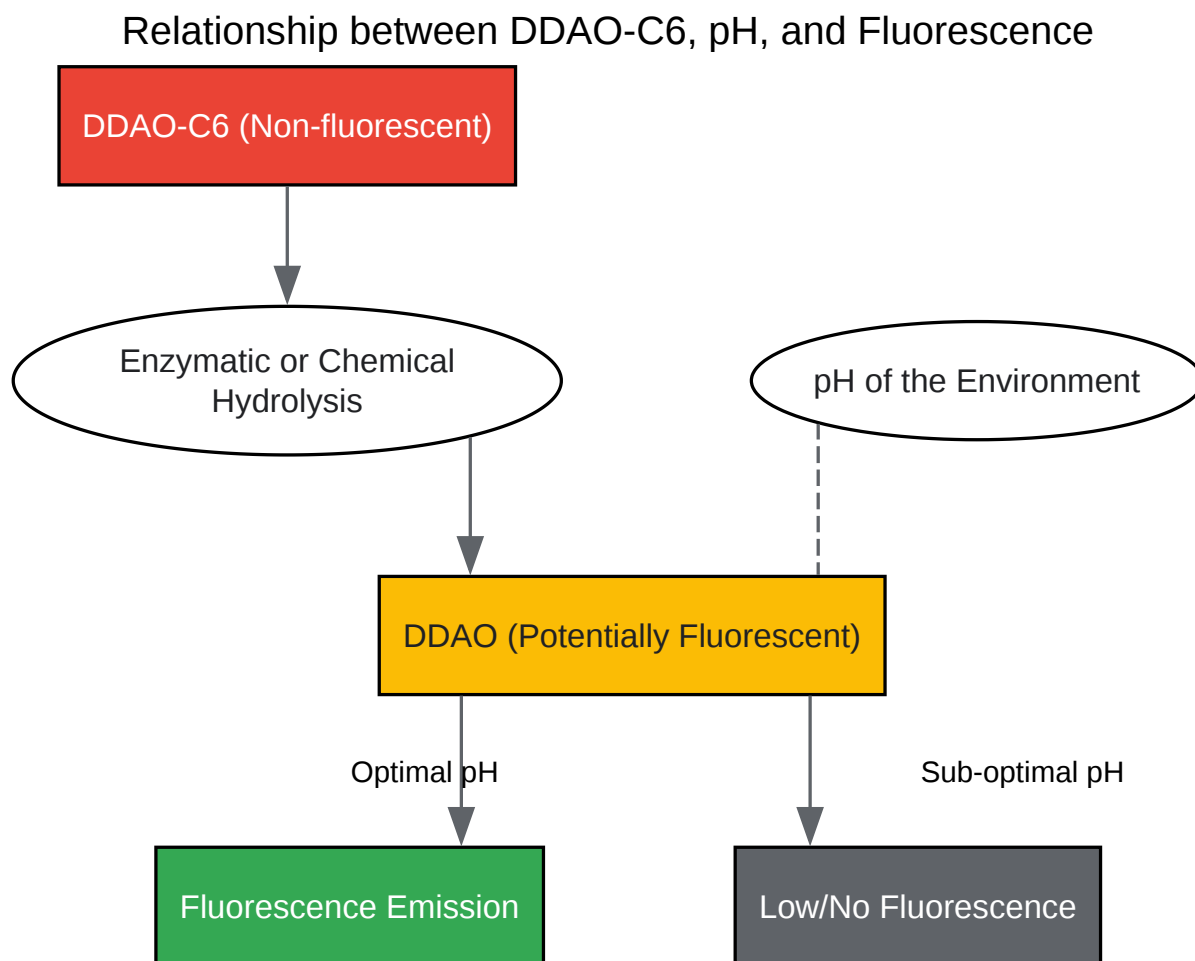 Relationship between DDAO-C6, pH, and Fluorescence
DDAO-C6 (Non-fluorescent)
Enzymatic or Chemical
Hydrolysis
pH of the Environment
DDAO (Potentially Fluorescent)
Optimal pH
Sub-optimal pH
Fluorescence Emission
Low/No Fluorescence